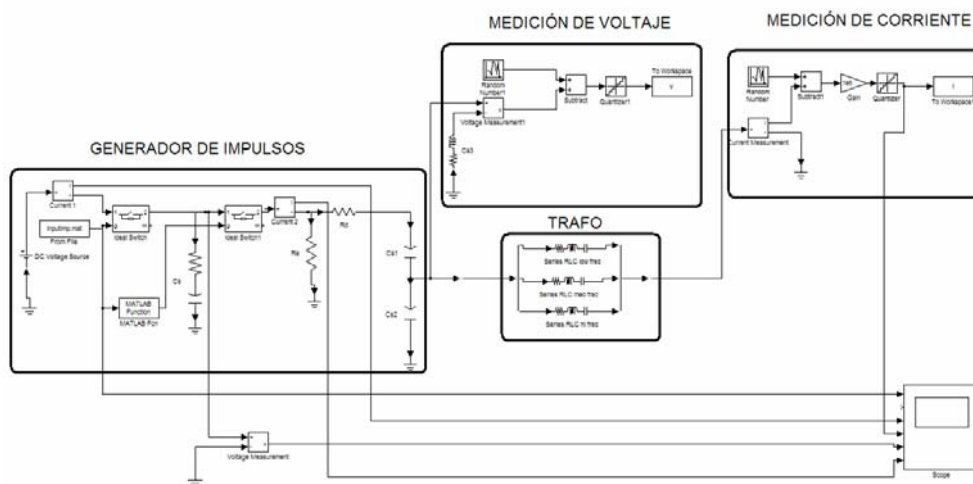 MEDICIÓN DE VOLTAJE
MEDICIÓN DE CORRIENTE
Random
Number1
Subtract
Quantizer1
v
To Workspace
Voltage Measurement1
Cs3
Random
Number
Subtract1
Gain
Quantizer
i
To Workspace1
Current Measurement
GENERADOR DE IMPULSOS
Current 1
inputimp.mat
From File
Ideal Switch
Ideal Switch1
Current 2
DC Voltage Source
MATLAB
Function
MATLAB Fcn
Cs
Re
Rd
Cs1
Cs2
TRAFO
Series RLC low frec
Series RLC med frec
Series RLC hi frec
Voltage Measurement
Scope